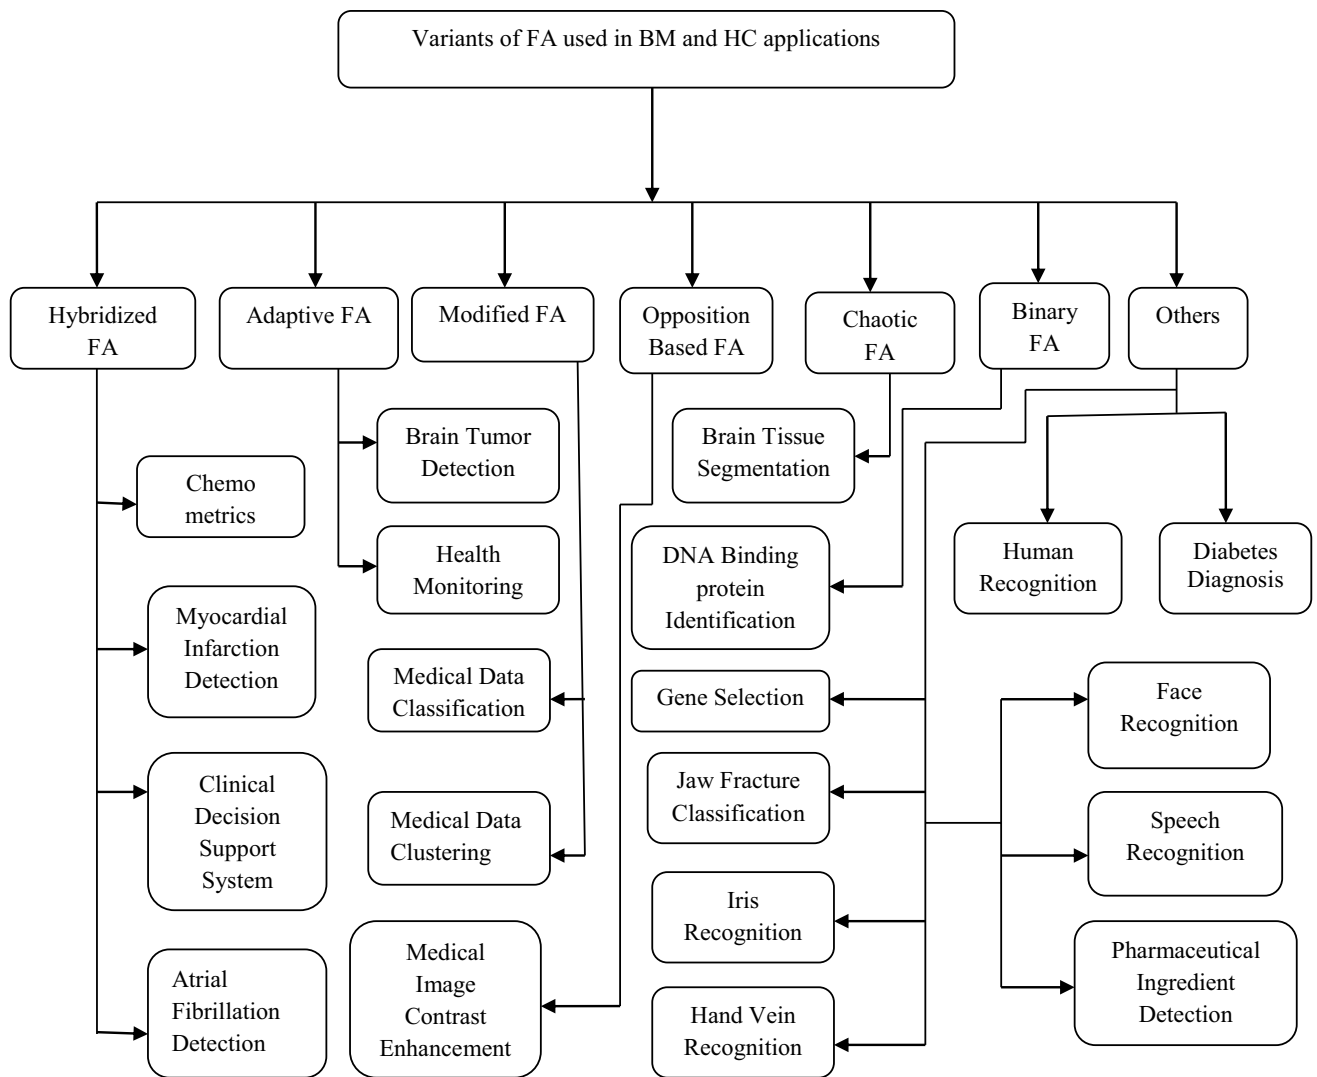 Variants of FA used in BM and HC applications
Hybridized
FA
Adaptive FA
Modified FA
Opposition
Based FA
Chaotic
FA
Binary
FA
Others
Chemo
metrics
Myocardial
Infarction
Detection
Clinical
Decision
Support
System
Atrial
Fibrillation
Detection
Brain Tumor
Detection
Health
Monitoring
Medical Data
Classification
Medical Data
Clustering
Medical
Image
Contrast
Enhancement
Brain Tissue
Segmentation
DNA Binding
protein
Identification
Gene Selection
Jaw Fracture
Classification
Iris
Recognition
Hand Vein
Recognition
Human
Recognition
Diabetes
Diagnosis
Face
Recognition
Speech
Recognition
Pharmaceutical
Ingredient
Detection